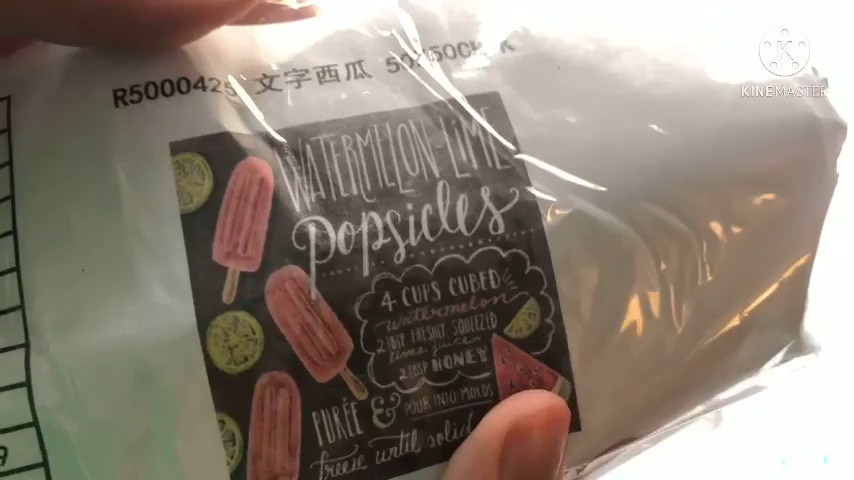 KINEMASTER
R5000425 文字西瓜
WATERMELON-LIME
Popsicles
4 CUPS CUBED
watermelon
2 TBSP FRESHLY SQUEEZED
lime juice
2 TBSP HONEY
PURÉE & POUR INTO MOLDS
freeze until solid